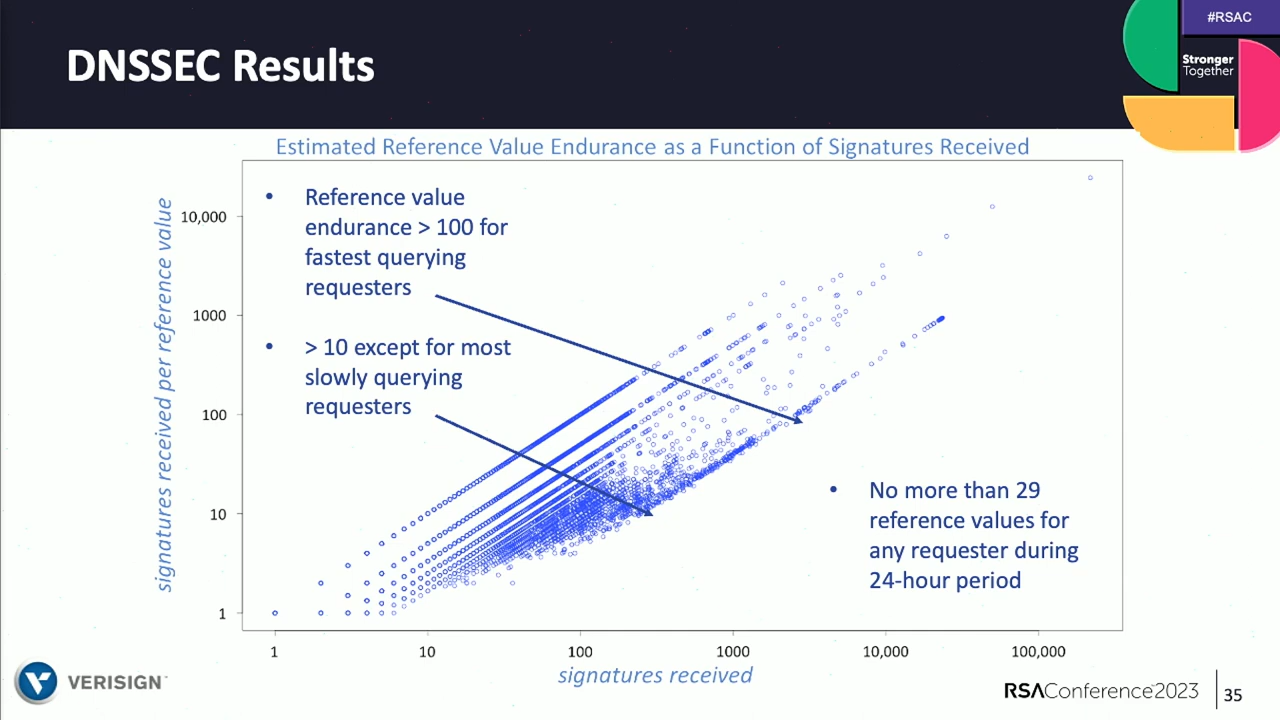 #RSAC
DNSSEC Results
Stronger
Together
Estimated Reference Value Endurance as a Function of Signatures Received
• Reference value
endurance > 100 for
fastest querying
requesters
• > 10 except for most
slowly querying
requesters
• No more than 29
reference values for
any requester during
24-hour period
signatures received per reference value
10,000
1000
100
10
1
1 10 100 1000 10,000 100,000
signatures received
VERISIGN
RSAConference™2023
35